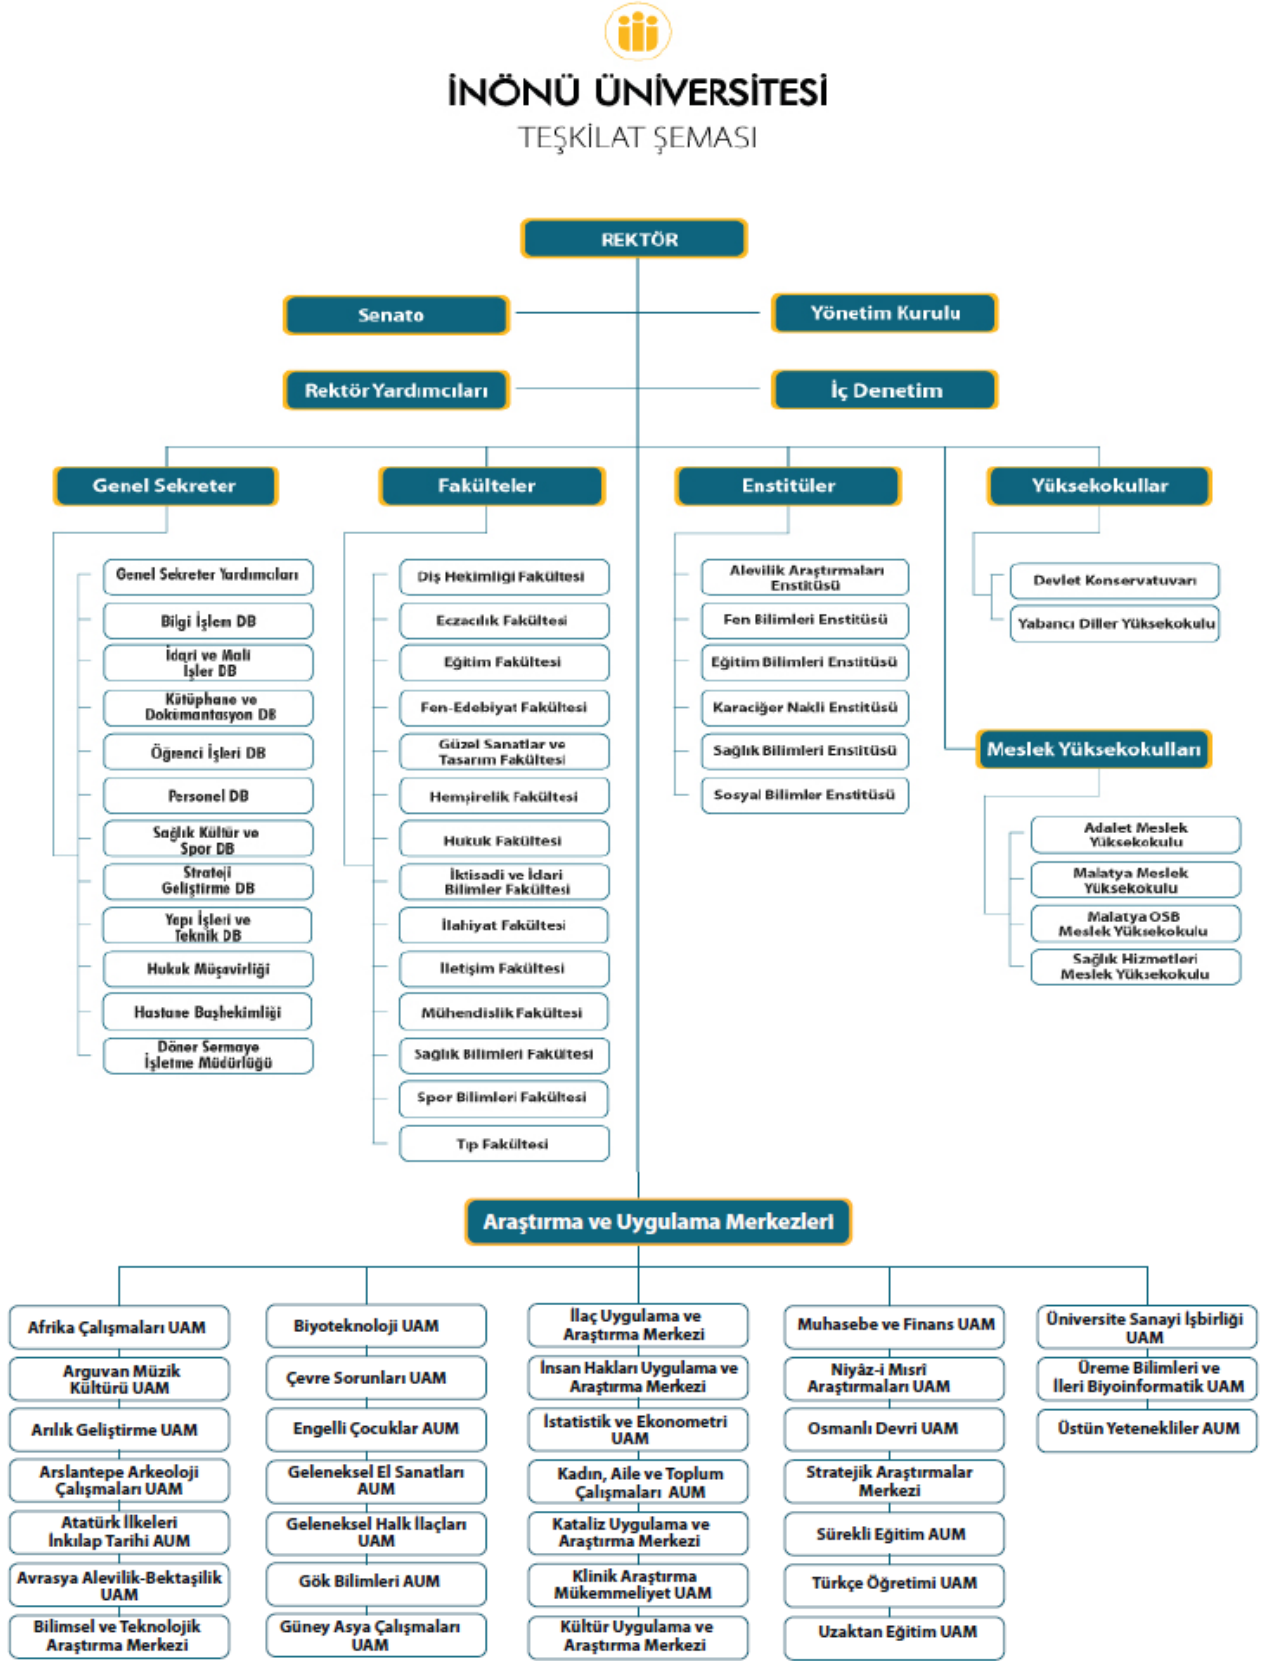 İNÖNÜ ÜNİVERSİTESİ
TEŞKİLAT ŞEMASI
REKTÖR
Senato
Yönetim Kurulu
Rektör Yardımcıları
İç Denetim
Genel Sekreter
Fakülteler
Enstitüler
Yüksekokullar
Genel Sekreter Yardımcıları
Bilgi İşlem DB
İdari ve Mali
İşler DB
Kütüphane ve
Dokümantasyon DB
Öğrenci İşleri DB
Personel DB
Sağlık Kültür ve
Spor DB
Strateji
Geliştirme DB
Yapı İşleri ve
Teknik DB
Hukuk Müşavirliği
Hastane Başhekimliği
Döner Sermaye
İşletme Müdürlüğü
Diş Hekimliği Fakültesi
Eczacılık Fakültesi
Eğitim Fakültesi
Fen-Edebiyat Fakültesi
Güzel Sanatlar ve
Tasarım Fakültesi
Hemşirelik Fakültesi
Hukuk Fakültesi
İktisadi ve İdari
Bilimler Fakültesi
İlahiyat Fakültesi
İletişim Fakültesi
Mühendislik Fakültesi
Sağlık Bilimleri Fakültesi
Spor Bilimleri Fakültesi
Tıp Fakültesi
Alevilik Araştırmaları
Enstitüsü
Fen Bilimleri Enstitüsü
Eğitim Bilimleri Enstitüsü
Karaciğer Nakli Enstitüsü
Sağlık Bilimleri Enstitüsü
Sosyal Bilimler Enstitüsü
Devlet Konservatuvarı
Yabancı Diller Yüksekokulu
Meslek Yüksekokulları
Adalet Meslek
Yüksekokulu
Malatya Meslek
Yüksekokulu
Malatya OSB
Meslek Yüksekokulu
Sağlık Hizmetleri
Meslek Yüksekokulu
Araştırma ve Uygulama Merkezleri
Afrika Çalışmaları UAM
Arguvan Müzik
Kültürü UAM
Arılık Geliştirme UAM
Arslantepe Arkeoloji
Çalışmaları UAM
Atatürk İlkeleri
İnkılap Tarihi AUM
Avrasya Alevilik-Bektaşilik
UAM
Bilimsel ve Teknolojik
Araştırma Merkezi
Biyoteknoloji UAM
Çevre Sorunları UAM
Engelli Çocuklar AUM
Geleneksel El Sanatları
AUM
Geleneksel Halk İlaçları
UAM
Gök Bilimleri AUM
Güney Asya Çalışmaları
UAM
İlaç Uygulama ve
Araştırma Merkezi
İnsan Hakları Uygulama ve
Araştırma Merkezi
İstatistik ve Ekonometri
UAM
Kadın, Aile ve Toplum
Çalışmaları AUM
Kataliz Uygulama ve
Araştırma Merkezi
Klinik Araştırma
Mükemmeliyet UAM
Kültür Uygulama ve
Araştırma Merkezi
Muhasebe ve Finans UAM
Niyâz-i Mısrî
Araştırmaları UAM
Osmanlı Devri UAM
Stratejik Araştırmalar
Merkezi
Sürekli Eğitim AUM
Türkçe Öğretimi UAM
Uzaktan Eğitim UAM
Üniversite Sanayi İşbirliği
UAM
Üreme Bilimleri ve
İleri Biyoinformatik UAM
Üstün Yetenekliler AUM